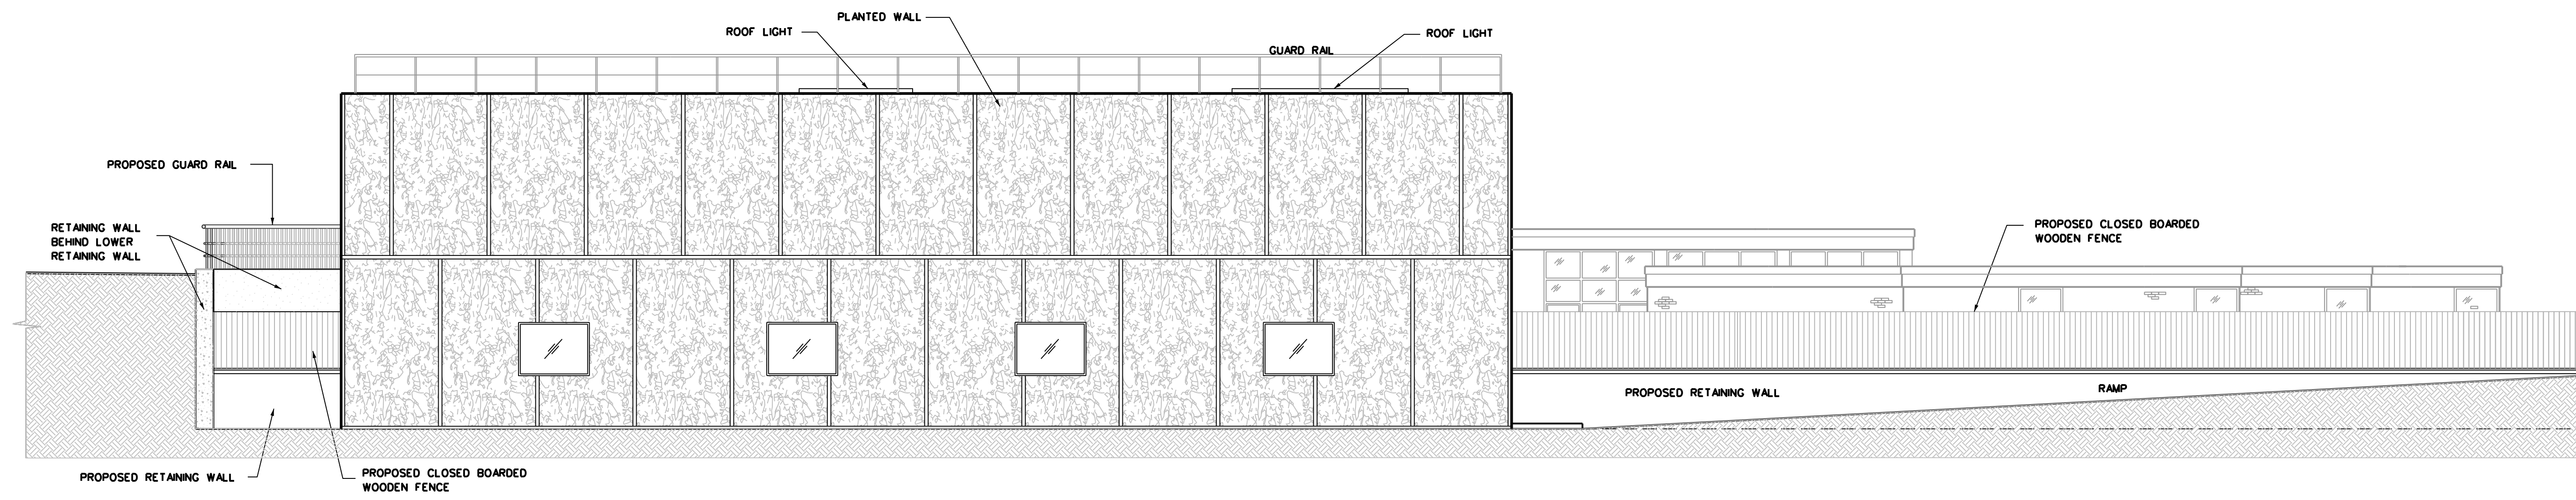 PLANTED WALL
ROOF LIGHT
ROOF LIGHT
GUARD RAIL
PROPOSED GUARD RAIL
RETAINING WALL
BEHIND LOWER
RETAINING WALL
PROPOSED CLOSED BOARDED
WOODEN FENCE
PROPOSED RETAINING WALL
RAMP
PROPOSED RETAINING WALL
PROPOSED CLOSED BOARDED
WOODEN FENCE